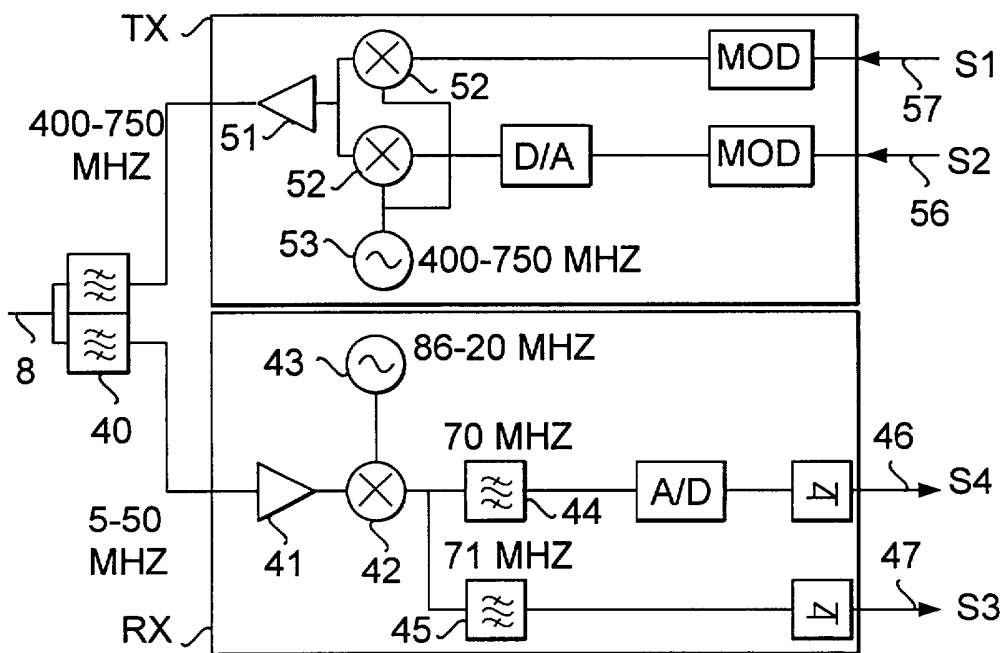 TX
MOD
S1
52
57
51
400-750
MHZ
D/A
MOD
S2
52
56
53
400-750 MHZ
8
40
86-20 MHZ
43
70 MHZ
46
A/D
S4
44
5-50
MHZ
41
42
71 MHZ
47
S3
45
RX